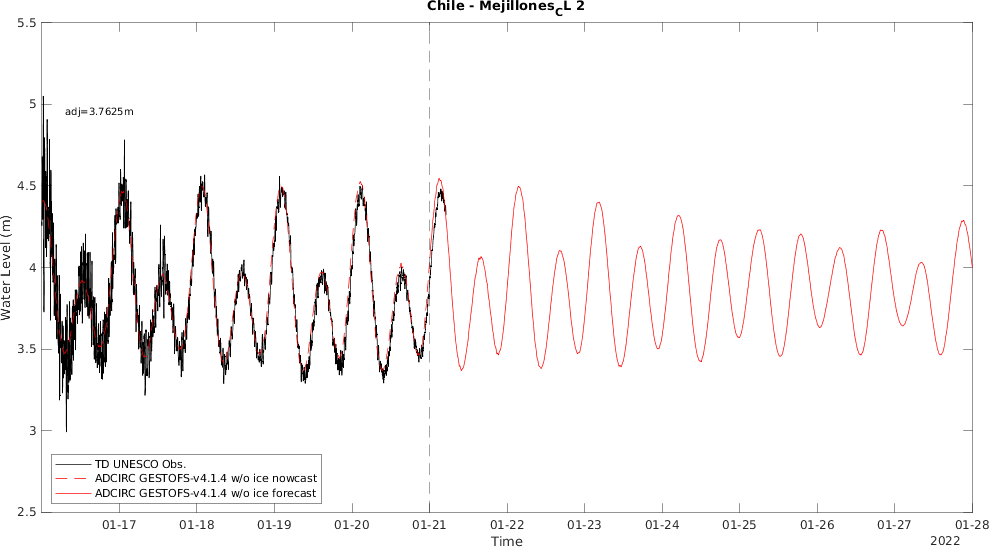 Chile - Mejillones_CL 2
adj=3.7625m
5.5
5
4.5
4
3.5
3
2.5
Water Level (m)
TD UNESCO Obs.
ADCIRC GESTOFS-v4.1.4 w/o ice nowcast
ADCIRC GESTOFS-v4.1.4 w/o ice forecast
01-17 01-18 01-19 01-20 01-21 01-22 01-23 01-24 01-25 01-26 01-27 01-28
Time
2022